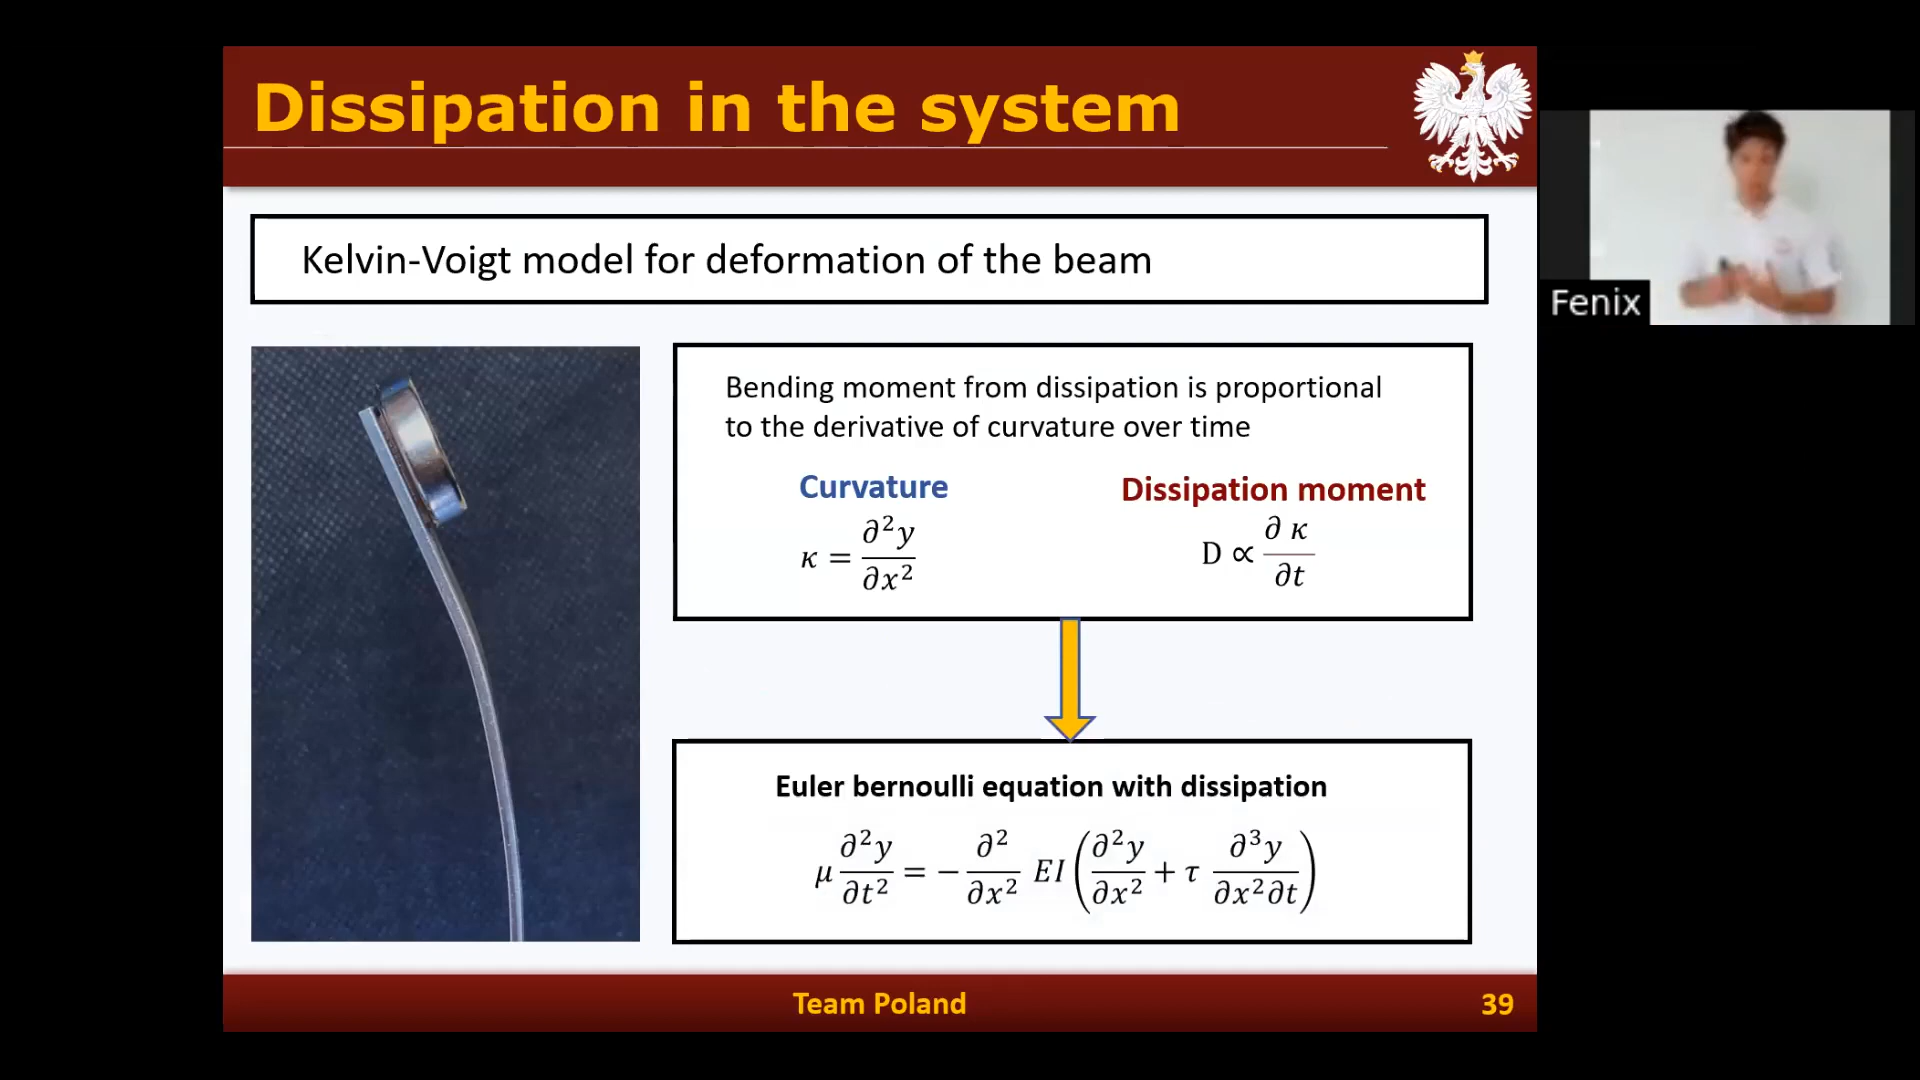 Dissipation in the system
Kelvin-Voigt model for deformation of the beam
Fenix
Bending moment from dissipation is proportional
to the derivative of curvature over time
Curvature
κ = ∂²y/∂x²
Dissipation moment
D ∝ ∂κ/∂t
Euler bernoulli equation with dissipation
μ ∂²y/∂t² = − ∂²/∂x² EI (∂²y/∂x² + τ ∂³y/∂x²∂t)
Team Poland
39